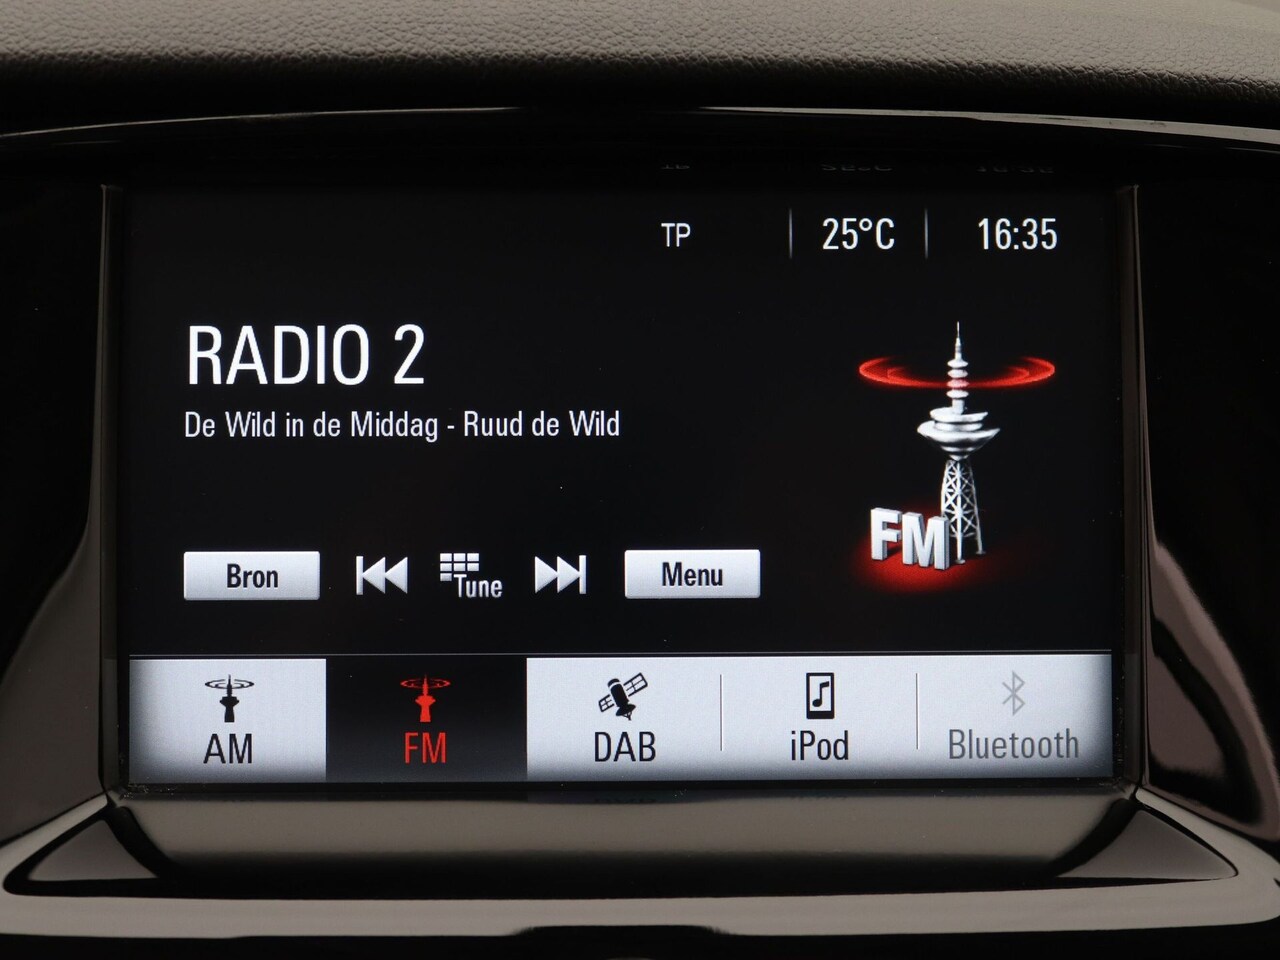 TP 25°C 16:35
RADIO 2
De Wild in de Middag - Ruud de Wild
FM
Bron Tune Menu
AM FM DAB iPod Bluetooth